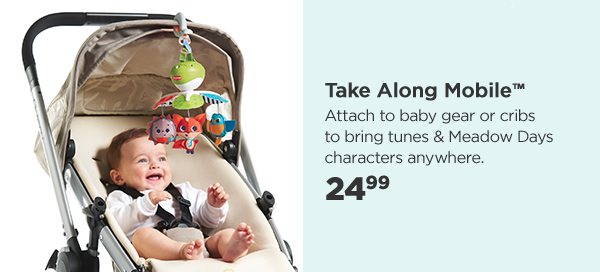 Take Along Mobile™
Attach to baby gear or cribs
to bring tunes & Meadow Days
characters anywhere.
24⁹⁹